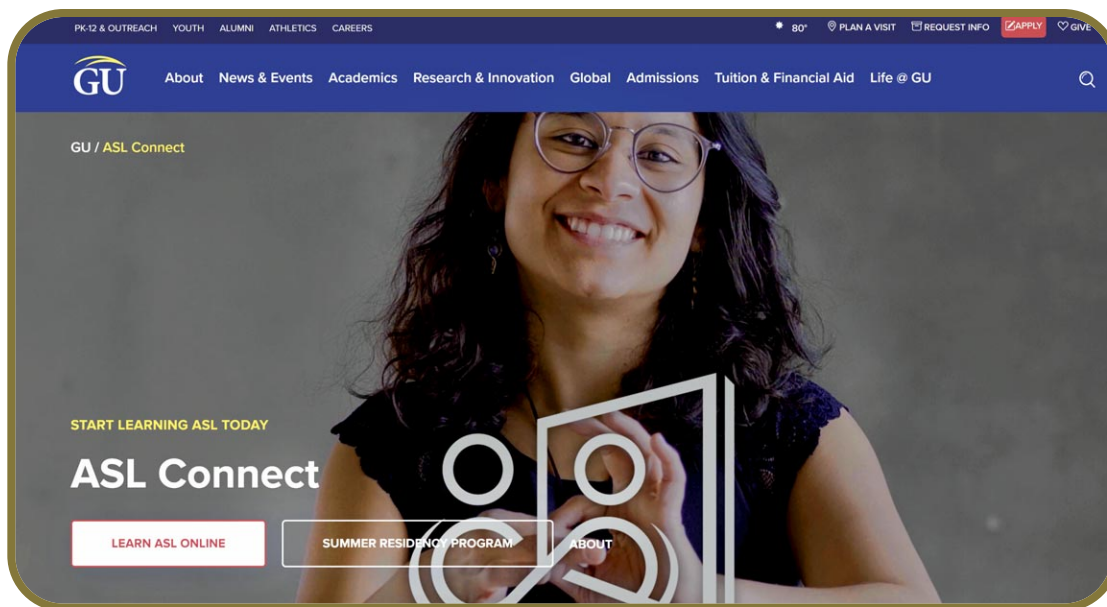 PK-12 & OUTREACH YOUTH ALUMNI ATHLETICS CAREERS 80° PLAN A VISIT REQUEST INFO APPLY GIVE
GU About News & Events Academics Research & Innovation Global Admissions Tuition & Financial Aid Life @ GU
GU / ASL Connect
START LEARNING ASL TODAY
ASL Connect
LEARN ASL ONLINE SUMMER RESIDENCY PROGRAM ABOUT